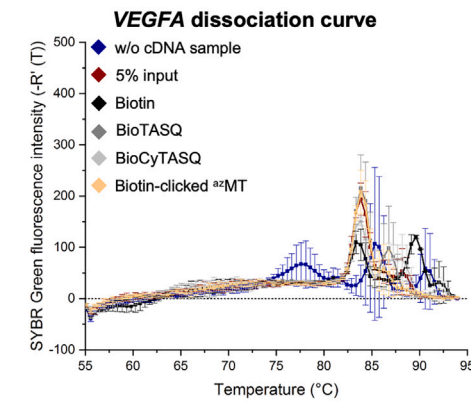 VEGFA dissociation curve
SYBR Green fluorescence intensity (-R' (T))
500
400
300
200
100
0
-100
w/o cDNA sample
5% input
Biotin
BioTASQ
BioCyTASQ
Biotin-clicked ᵃᶻMT
55 60 65 70 75 80 85 90 95
Temperature (°C)